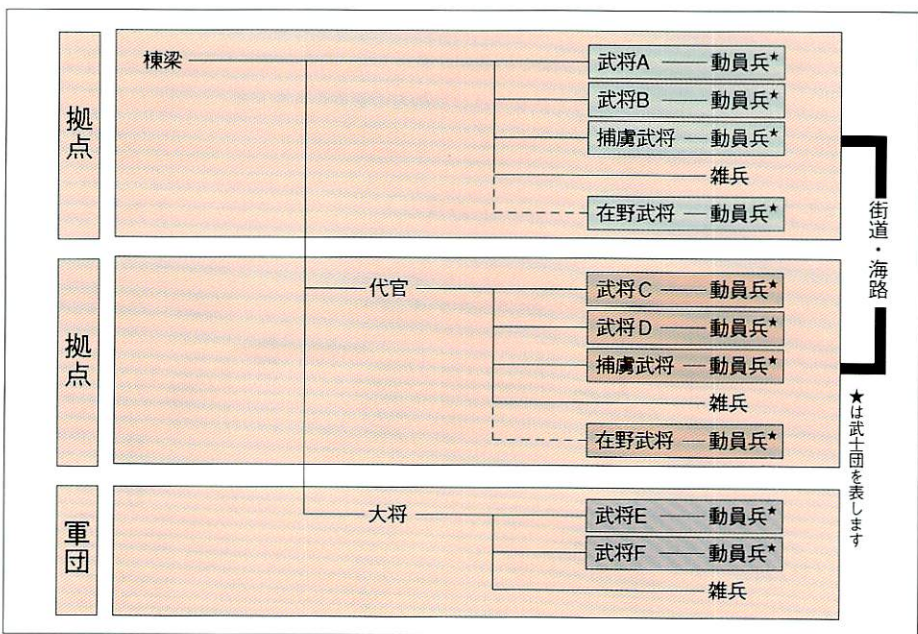 拠点
棟梁
武将A 動員兵★
武将B 動員兵★
捕虜武将 動員兵★
雑兵
在野武将 動員兵★
拠点
代官
武将C 動員兵★
武将D 動員兵★
捕虜武将 動員兵★
雑兵
在野武将 動員兵★
軍団
大将
武将E 動員兵★
武将F 動員兵★
雑兵
街道・海路
★は武士団を表します